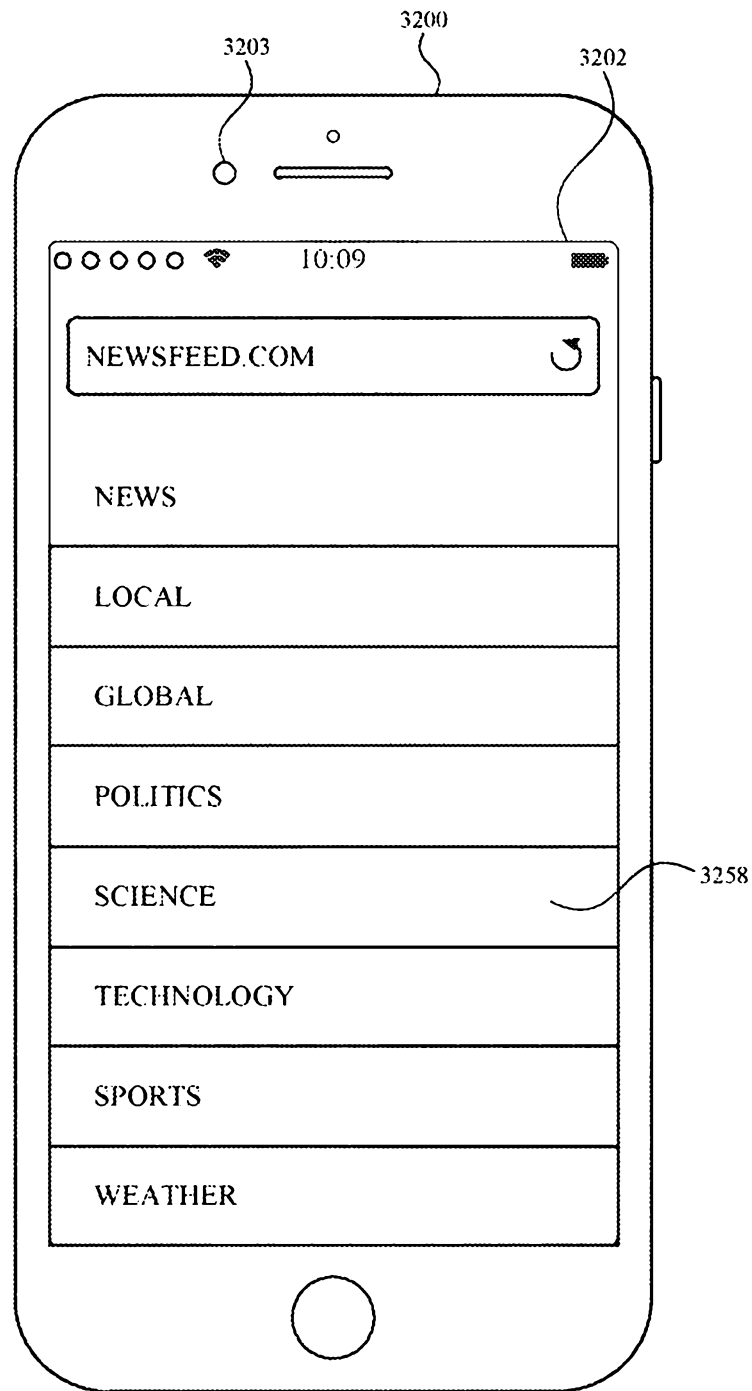 3200
3203
3202
10:09
NEWSFEED.COM
NEWS
LOCAL
GLOBAL
POLITICS
SCIENCE
3258
TECHNOLOGY
SPORTS
WEATHER